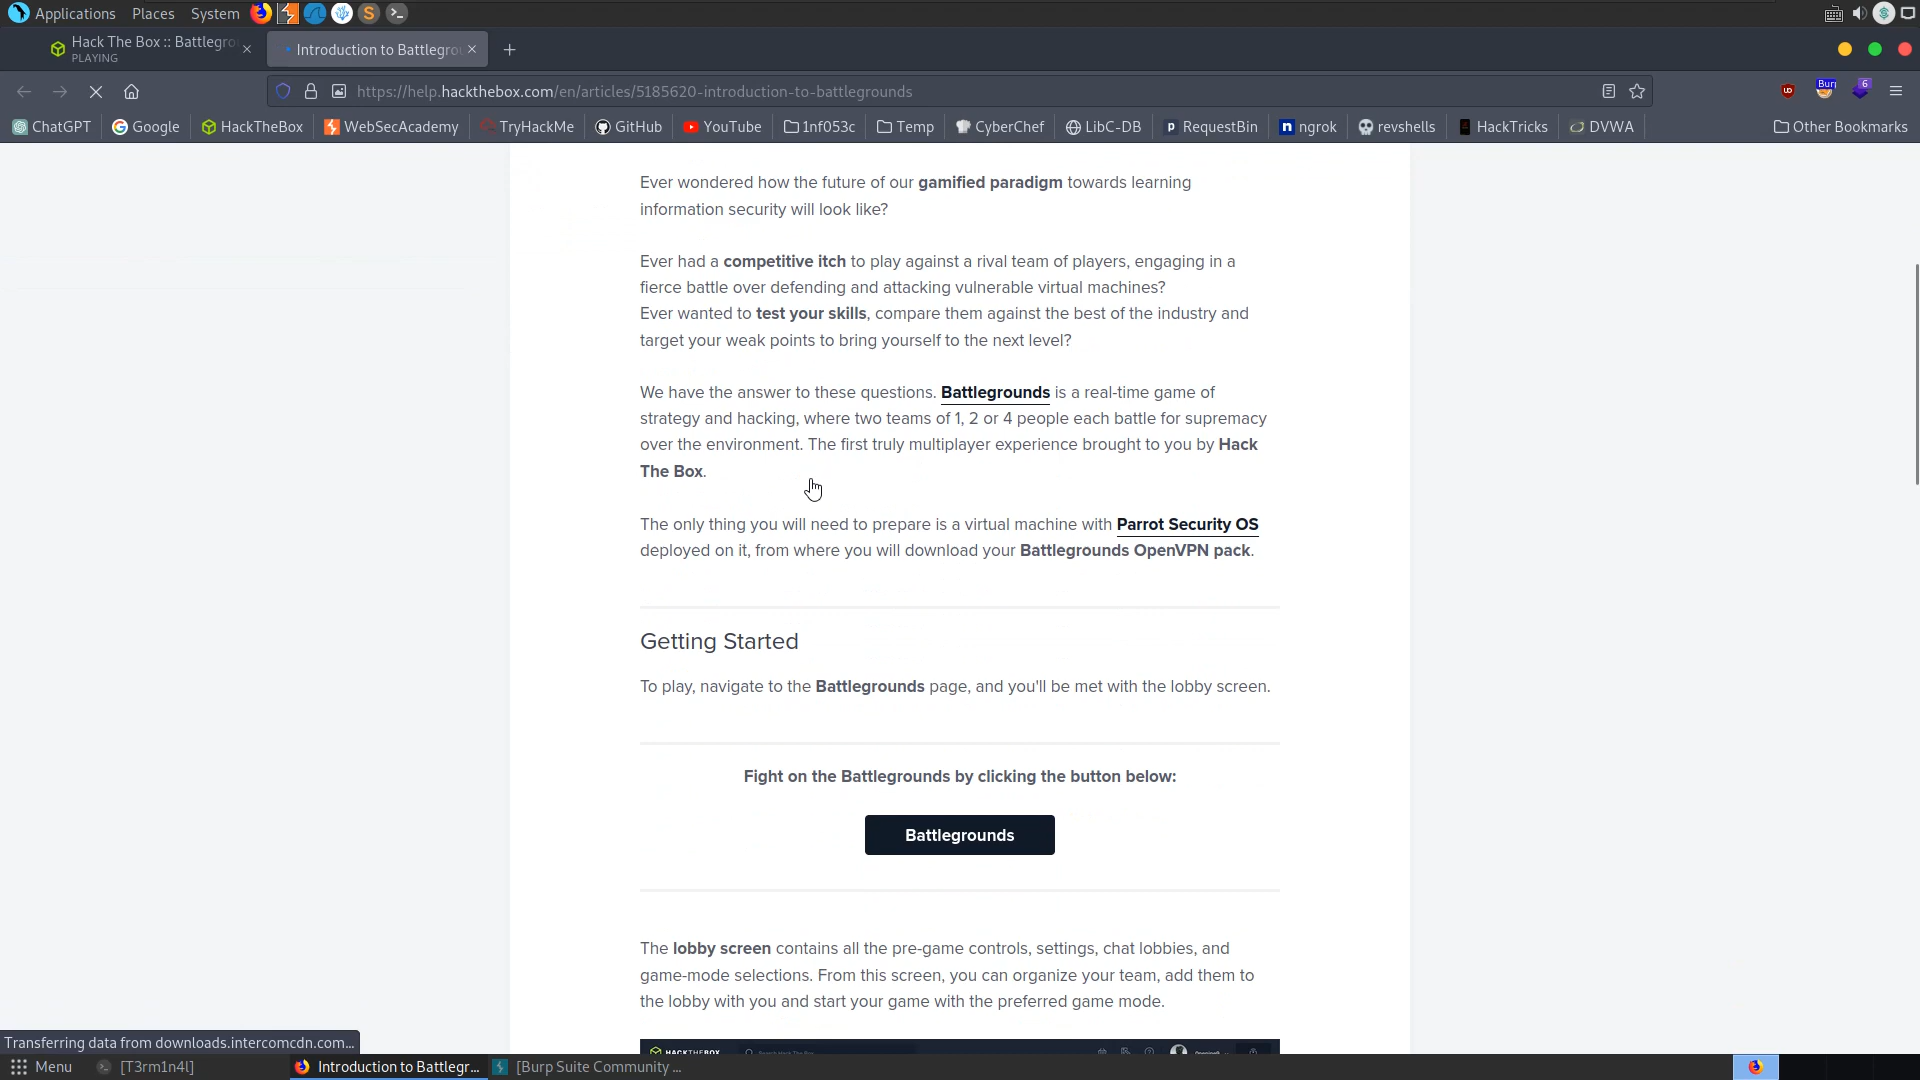 Applications Places System
Hack The Box :: Battlegro
PLAYING
Introduction to Battlegrou
https://help.hackthebox.com/en/articles/5185620-introduction-to-battlegrounds
Burp
6
ChatGPT Google HackTheBox WebSecAcademy TryHackMe GitHub YouTube 1nf053c Temp CyberChef LibC-DB RequestBin ngrok revshells HackTricks DVWA Other Bookmarks
Ever wondered how the future of our gamified paradigm towards learning
information security will look like?
Ever had a competitive itch to play against a rival team of players, engaging in a
fierce battle over defending and attacking vulnerable virtual machines?
Ever wanted to test your skills, compare them against the best of the industry and
target your weak points to bring yourself to the next level?
We have the answer to these questions. Battlegrounds is a real-time game of
strategy and hacking, where two teams of 1, 2 or 4 people each battle for supremacy
over the environment. The first truly multiplayer experience brought to you by Hack
The Box.
The only thing you will need to prepare is a virtual machine with Parrot Security OS
deployed on it, from where you will download your Battlegrounds OpenVPN pack.
Getting Started
To play, navigate to the Battlegrounds page, and you'll be met with the lobby screen.
Fight on the Battlegrounds by clicking the button below:
Battlegrounds
The lobby screen contains all the pre-game controls, settings, chat lobbies, and
game-mode selections. From this screen, you can organize your team, add them to
the lobby with you and start your game with the preferred game mode.
HACKTHEBOX
Transferring data from downloads.intercomcdn.com...
Menu [T3rm1n4l] Introduction to Battlegr... [Burp Suite Community ...